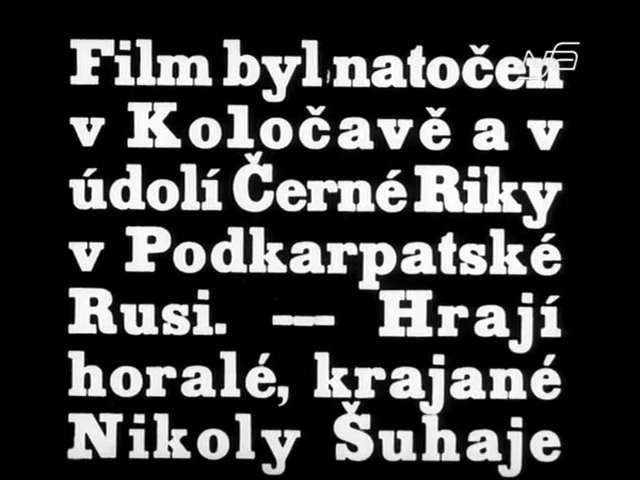 Film byl natočen
v Koločavě a v
údolí Černé Riky
v Podkarpatské
Rusi. — Hrají
horalé, krajané
Nikoly Šuhaje